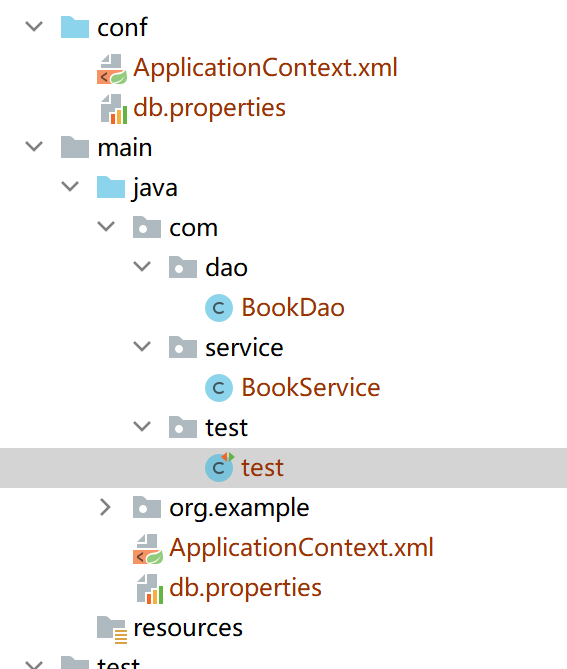 conf
ApplicationContext.xml
db.properties
main
java
com
dao
C BookDao
service
C BookService
test
C test
org.example
ApplicationContext.xml
db.properties
resources
test